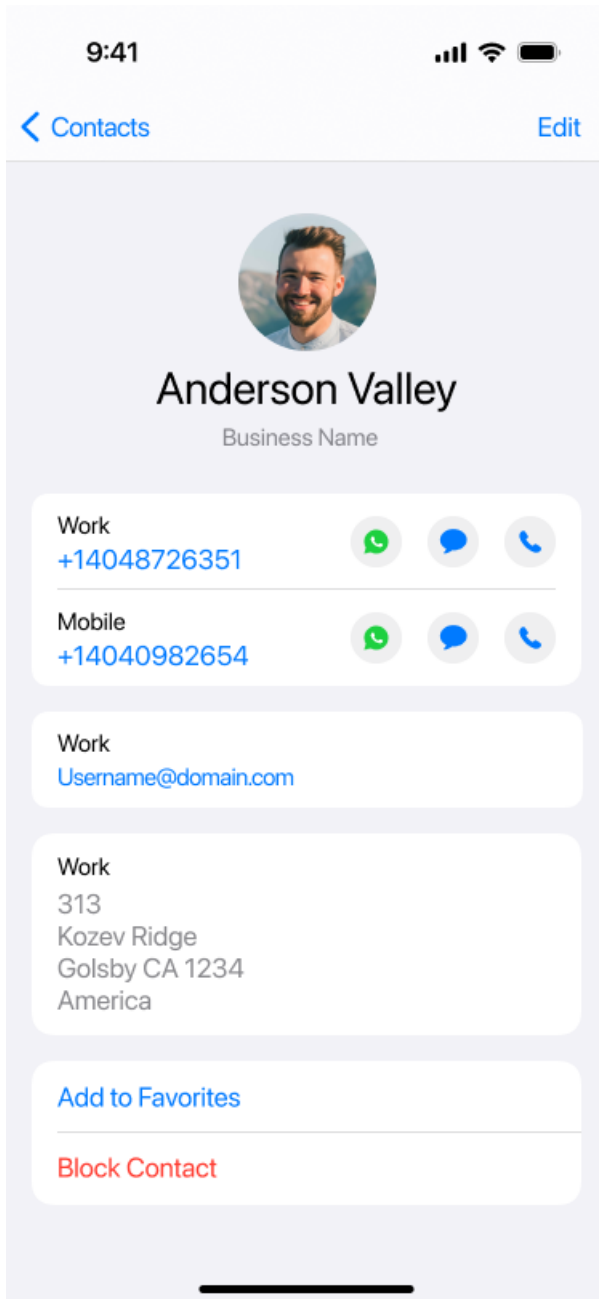 9:41
Contacts
Edit
Anderson Valley
Business Name
Work
+14048726351
Mobile
+14040982654
Work
Username@domain.com
Work
313
Kozev Ridge
Golsby CA 1234
America
Add to Favorites
Block Contact